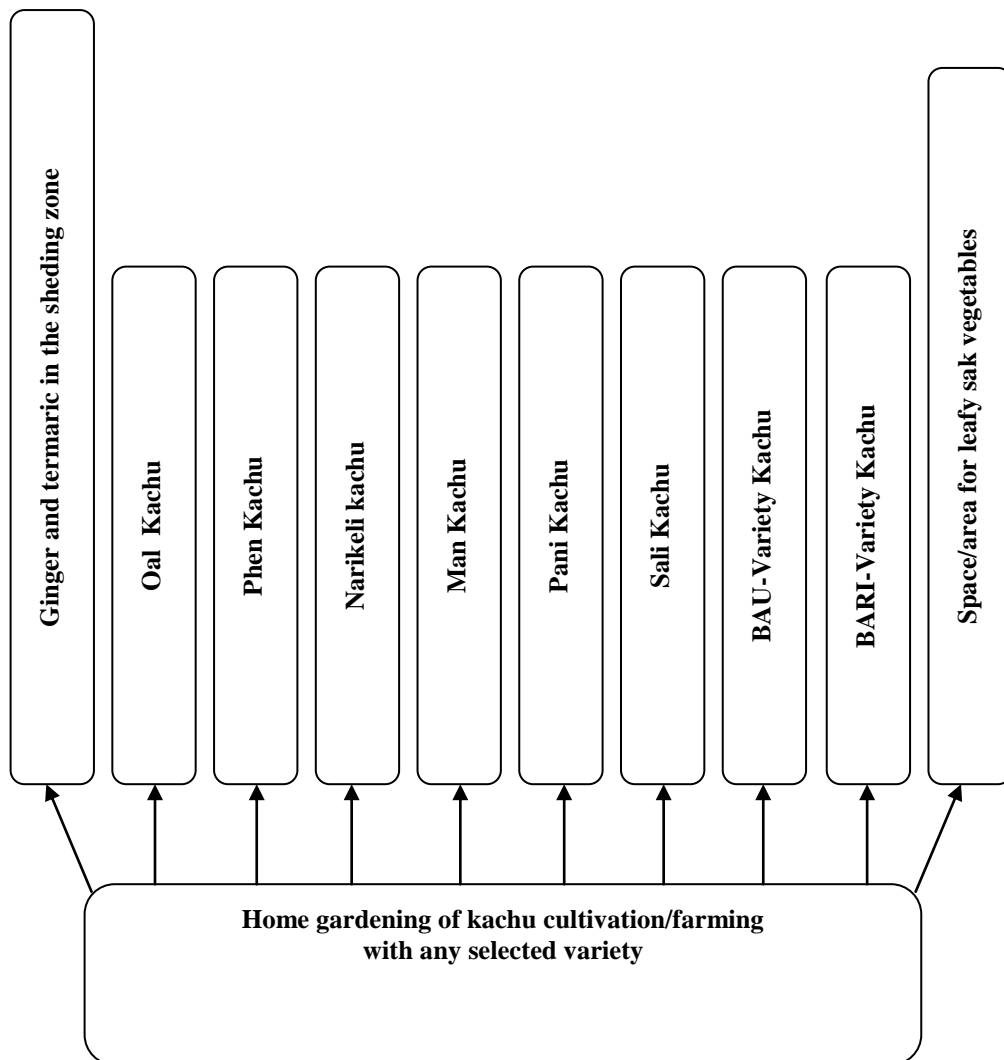 Ginger and termaric in the sheding zone
Oal Kachu
Phen Kachu
Narikeli kachu
Man Kachu
Pani Kachu
Sali Kachu
BAU-Variety Kachu
BARI-Variety Kachu
Space/area for leafy sak vegetables
Home gardening of kachu cultivation/farming
with any selected variety